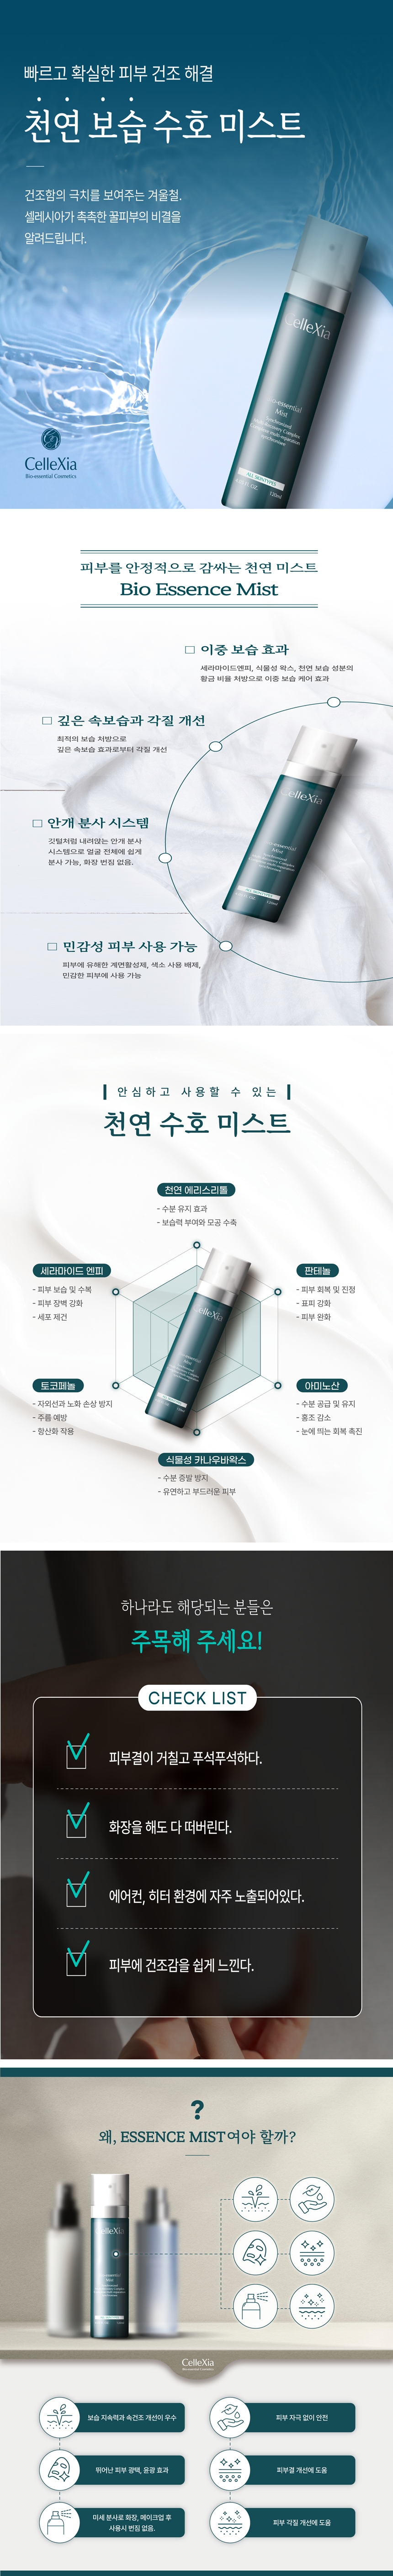 빠르고 확실한 피부 건조 해결
천연 보습 수호 미스트
건조함의 극치를 보여주는 겨울철.
셀레시아가 촉촉한 꿀피부의 비결을
알려드립니다.
CelleXia
Mist
ALL SKIN TYPES
120ml
CelleXia
Bio-essential Cosmetics
피부를 안정적으로 감싸는 천연 미스트
Bio Essence Mist
이중 보습 효과
세라마이드엔피, 식물성 왁스, 천연 보습 성분의
황금 비율 처방으로 이중 보습 케어 효과
깊은 속보습과 각질 개선
최적의 보습 처방으로
깊은 속보습 효과로부터 각질 개선
안개 분사 시스템
깃털처럼 내려앉는 안개 분사
시스템으로 얼굴 전체에 쉽게
분사 가능, 화장 번짐 없음.
CelleXia
Mist
민감성 피부 사용 가능
피부에 유해한 계면활성제, 색소 사용 배제,
민감한 피부에 사용 가능
안심하고 사용할 수 있는
천연 수호 미스트
천연 에리스리톨
- 수분 유지 효과
- 보습력 부여와 모공 수축
세라마이드 엔피
- 피부 보습 및 수복
- 피부 장벽 강화
- 세포 재건
판테놀
- 피부 회복 및 진정
- 표피 강화
- 피부 완화
CelleXia
Mist
토코페놀
- 자외선과 노화 손상 방지
- 주름 예방
- 항산화 작용
아미노산
- 수분 공급 및 유지
- 홍조 감소
- 눈에 띄는 회복 촉진
식물성 카나우바왁스
- 수분 증발 방지
- 유연하고 부드러운 피부
하나라도 해당되는 분들은
주목해 주세요!
CHECK LIST
피부결이 거칠고 푸석푸석하다.
화장을 해도 다 떠버린다.
에어컨, 히터 환경에 자주 노출되어있다.
피부에 건조감을 쉽게 느낀다.
?
왜, ESSENCE MIST여야 할까?
CelleXia
Mist
CelleXia
Bio-essential Cosmetics
보습 지속력과 속건조 개선이 우수
피부 자극 없이 안전
뛰어난 피부 광택, 윤광 효과
피부결 개선에 도움
미세 분사로 화장, 메이크업 후
사용시 번짐 없음.
피부 각질 개선에 도움